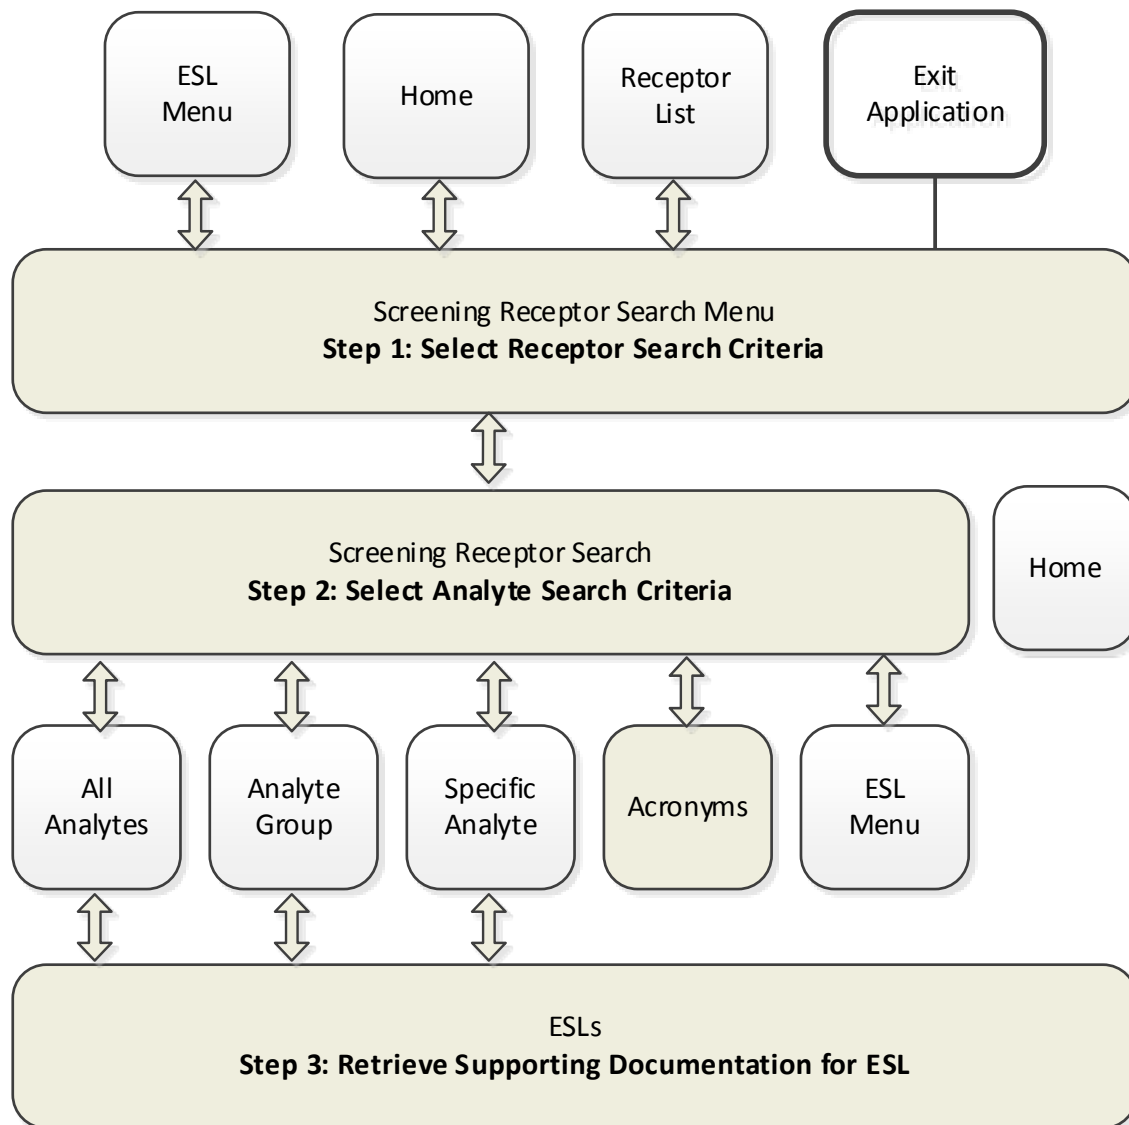 ESL
Menu
Home
Receptor
List
Exit
Application
Screening Receptor Search Menu
Step 1: Select Receptor Search Criteria
Screening Receptor Search
Step 2: Select Analyte Search Criteria
Home
All
Analytes
Analyte
Group
Specific
Analyte
Acronyms
ESL
Menu
ESLs
Step 3: Retrieve Supporting Documentation for ESL